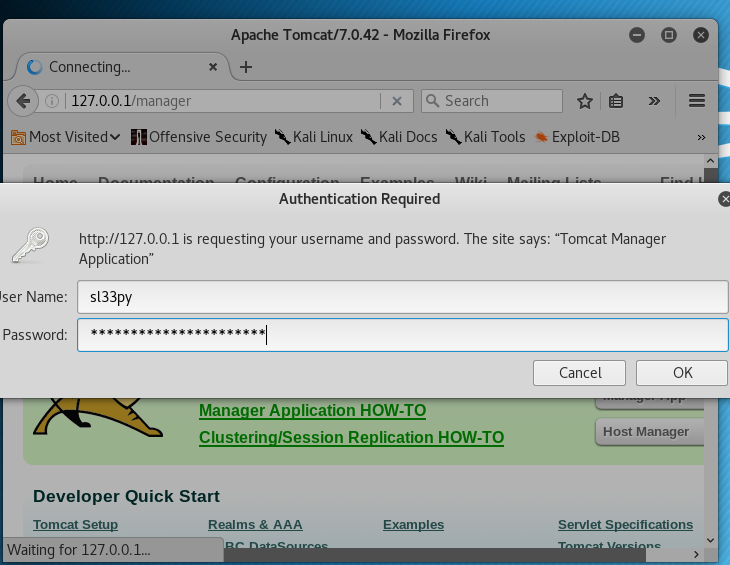 Apache Tomcat/7.0.42 - Mozilla Firefox
Connecting...
127.0.0.1/manager
Search
Most Visited Offensive Security Kali Linux Kali Docs Kali Tools Exploit-DB
Home Documentation Configuration Examples Wiki Mailing Lists Find
Authentication Required
http://127.0.0.1 is requesting your username and password. The site says: “Tomcat Manager
Application”
User Name: sl33py
Password: **********************
Cancel OK
Manager App
Manager Application HOW-TO
Host Manager
Clustering/Session Replication HOW-TO
Developer Quick Start
Tomcat Setup Realms & AAA Examples Servlet Specifications
BC DataSources Tomcat Versions
Waiting for 127.0.0.1...